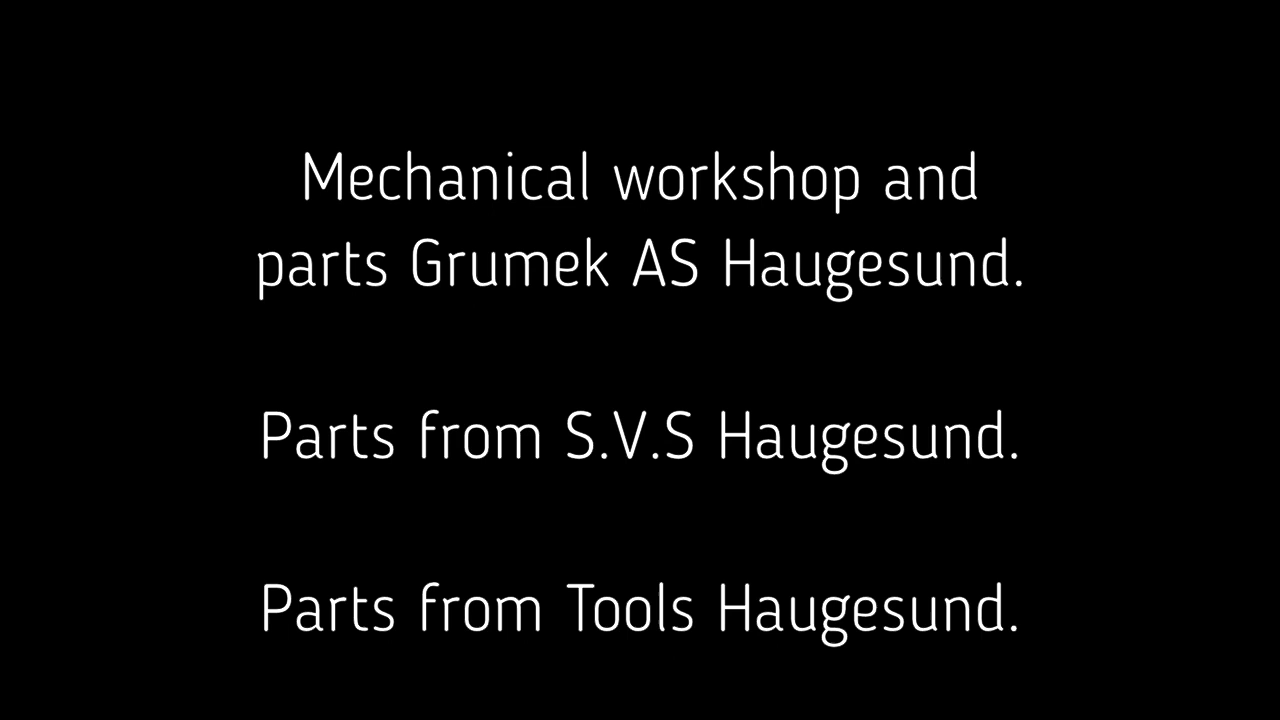 Mechanical workshop and
parts Grumek AS Haugesund.
Parts from S.V.S Haugesund.
Parts from Tools Haugesund.